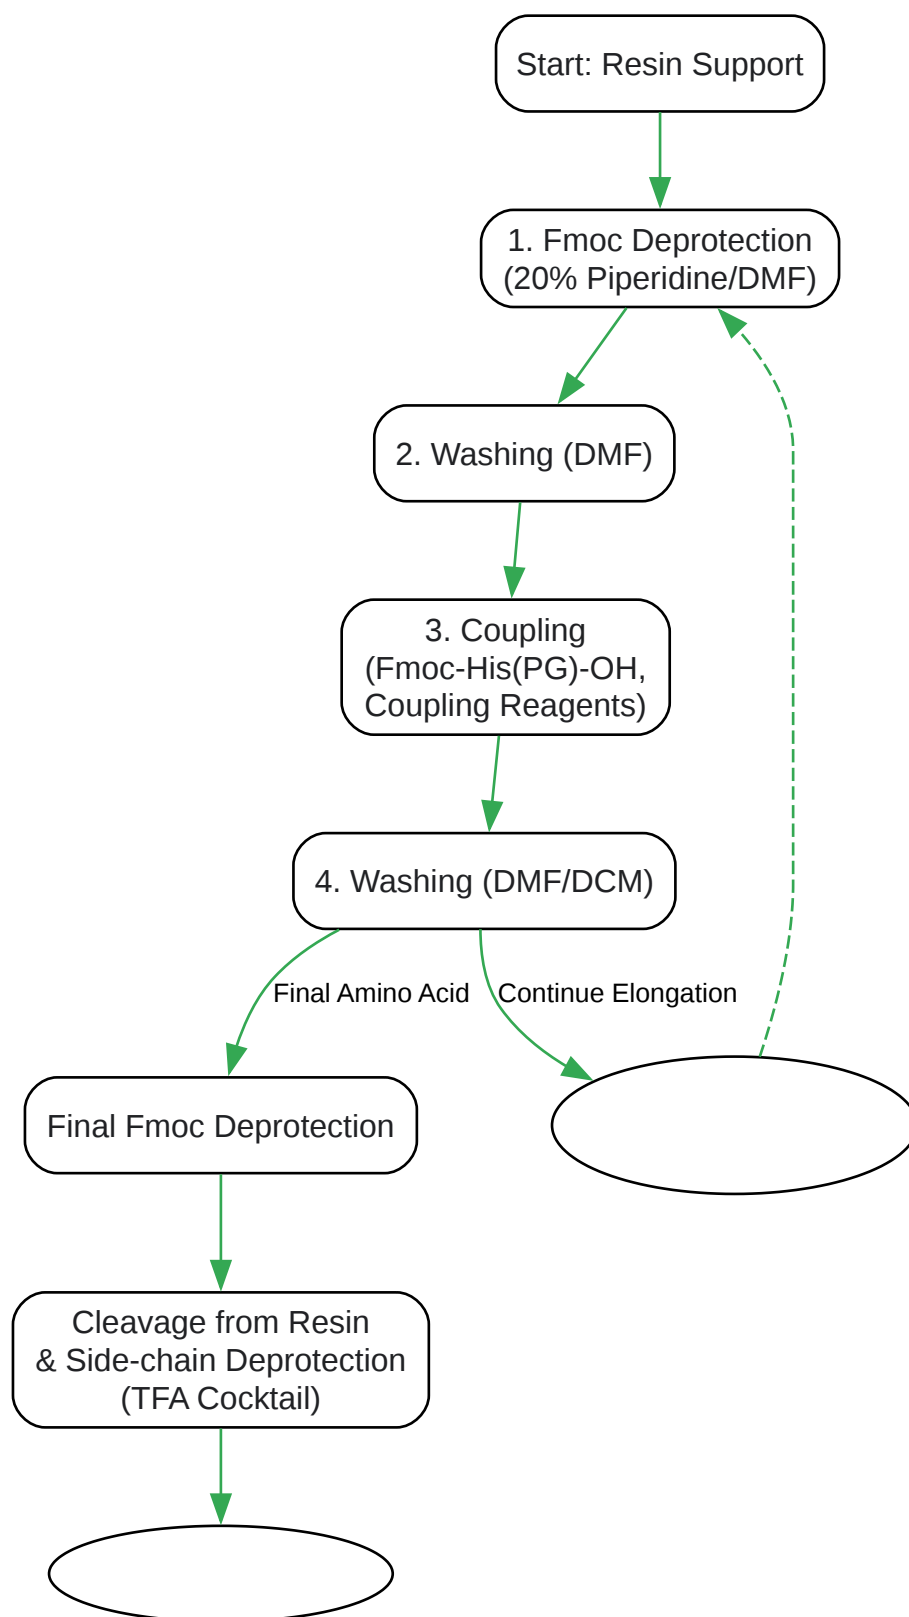 Start: Resin Support
1. Fmoc Deprotection
(20% Piperidine/DMF)
2. Washing (DMF)
3. Coupling
(Fmoc-His(PG)-OH,
Coupling Reagents)
4. Washing (DMF/DCM)
Final Amino Acid
Continue Elongation
Final Fmoc Deprotection
Cleavage from Resin
& Side-chain Deprotection
(TFA Cocktail)